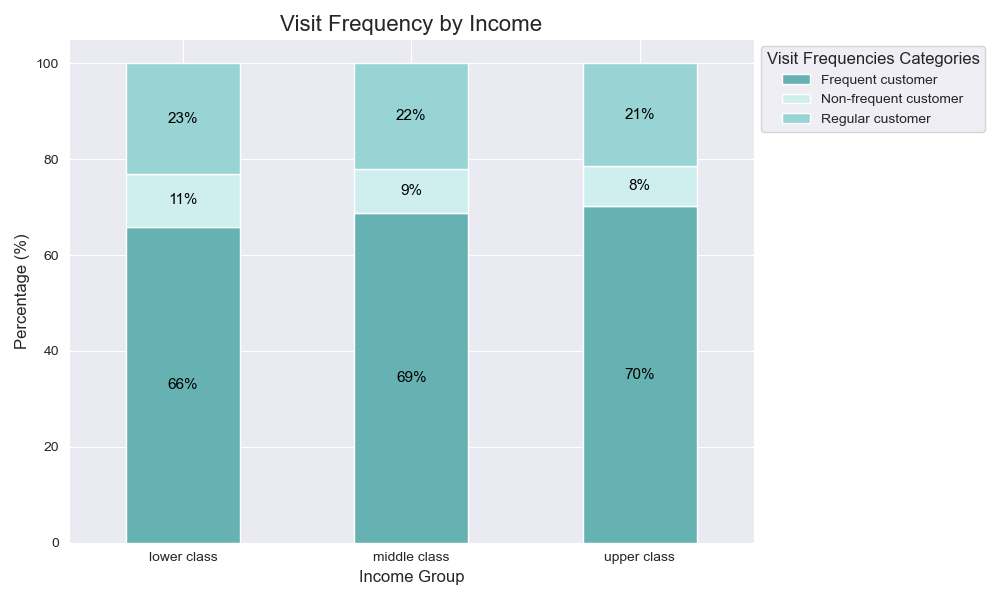 Visit Frequency by Income
Visit Frequencies Categories
Frequent customer
Non-frequent customer
Regular customer
Percentage (%)
100
80
60
40
20
0
23%
22%
21%
11%
9%
8%
66%
69%
70%
lower class
middle class
upper class
Income Group